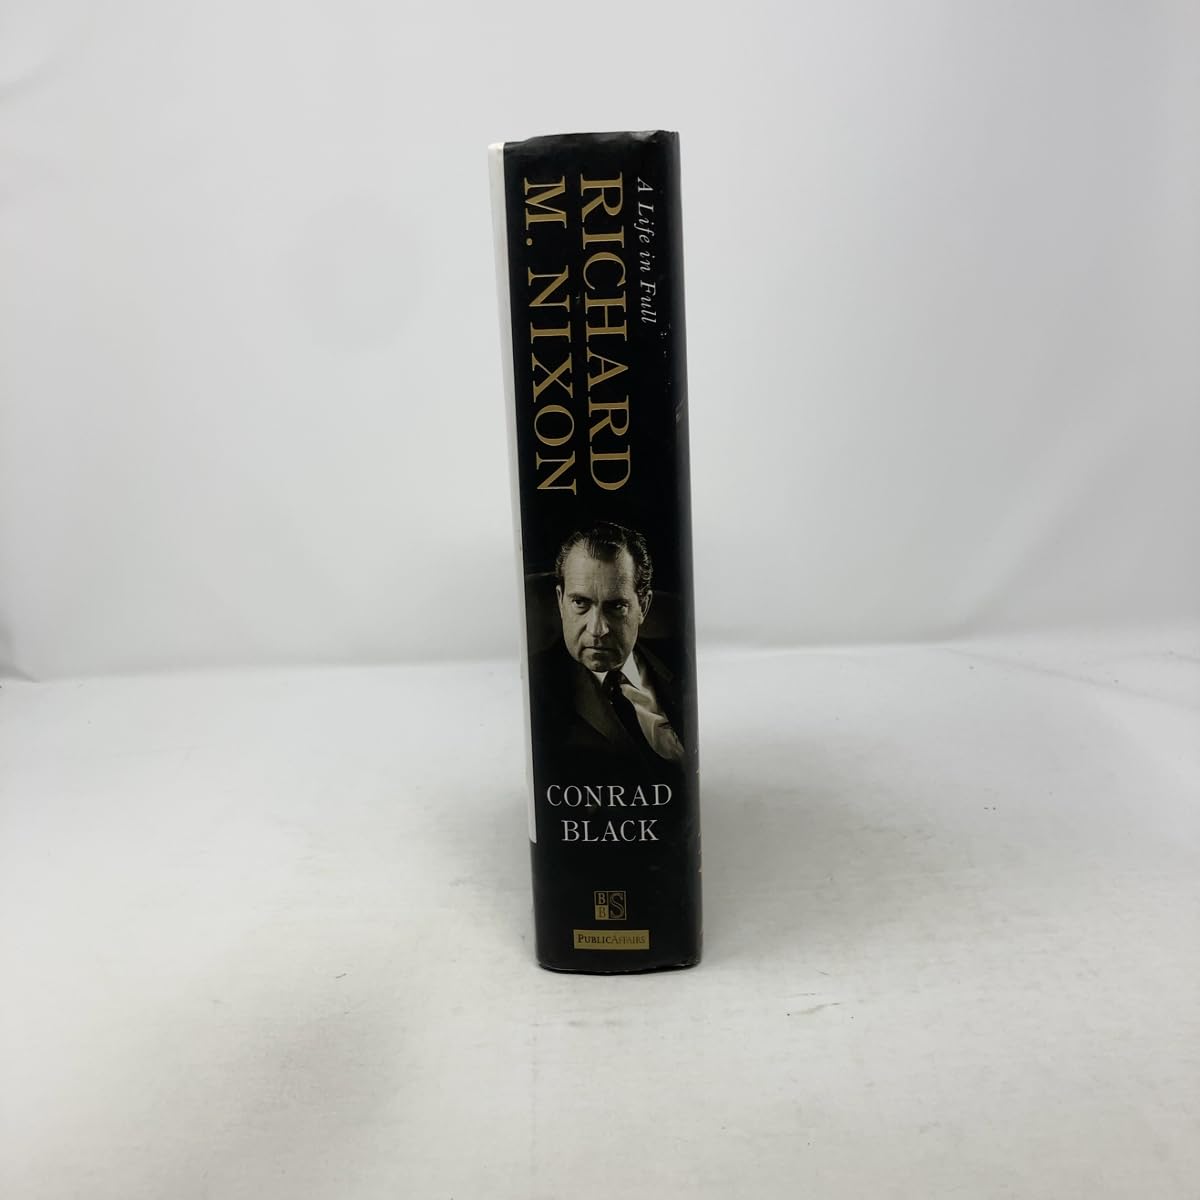 A Life in Full
RICHARD
M. NIXON
CONRAD
BLACK
B
B S
PUBLICAFFAIRS